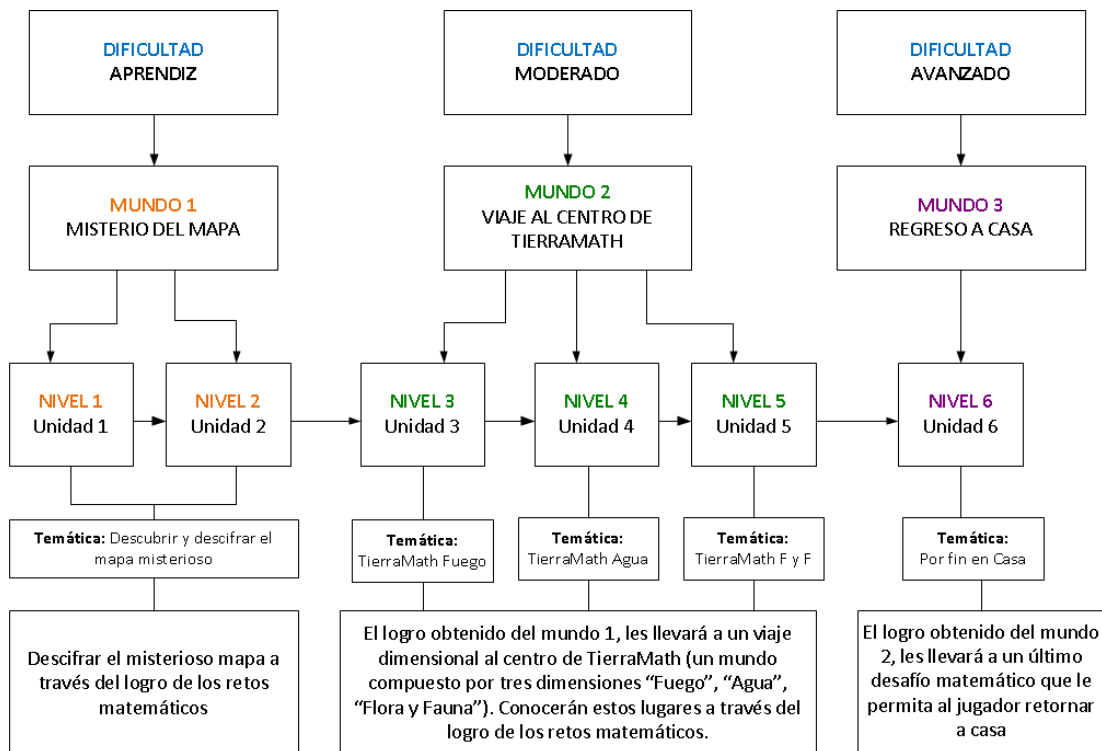 DIFICULTAD
APRENDIZ
DIFICULTAD
MODERADO
DIFICULTAD
AVANZADO
MUNDO 1
MISTERIO DEL MAPA
MUNDO 2
VIAJE AL CENTRO DE
TIERRAMATH
MUNDO 3
REGRESO A CASA
NIVEL 1
Unidad 1
NIVEL 2
Unidad 2
NIVEL 3
Unidad 3
NIVEL 4
Unidad 4
NIVEL 5
Unidad 5
NIVEL 6
Unidad 6
Temática: Descubrir y descifrar el
mapa misterioso
Temática:
TierraMath Fuego
Temática:
TierraMath Agua
Temática:
TierraMath F y F
Temática:
Por fin en Casa
Descifrar el misterioso mapa a
través del logro de los retos
matemáticos
El logro obtenido del mundo 1, les llevará a un viaje
dimensional al centro de TierraMath (un mundo
compuesto por tres dimensiones “Fuego”, “Agua”,
“Flora y Fauna”). Conocerán estos lugares a través del
logro de los retos matemáticos.
El logro obtenido del mundo
2, les llevará a un último
desafío matemático que le
permita al jugador retornar
a casa